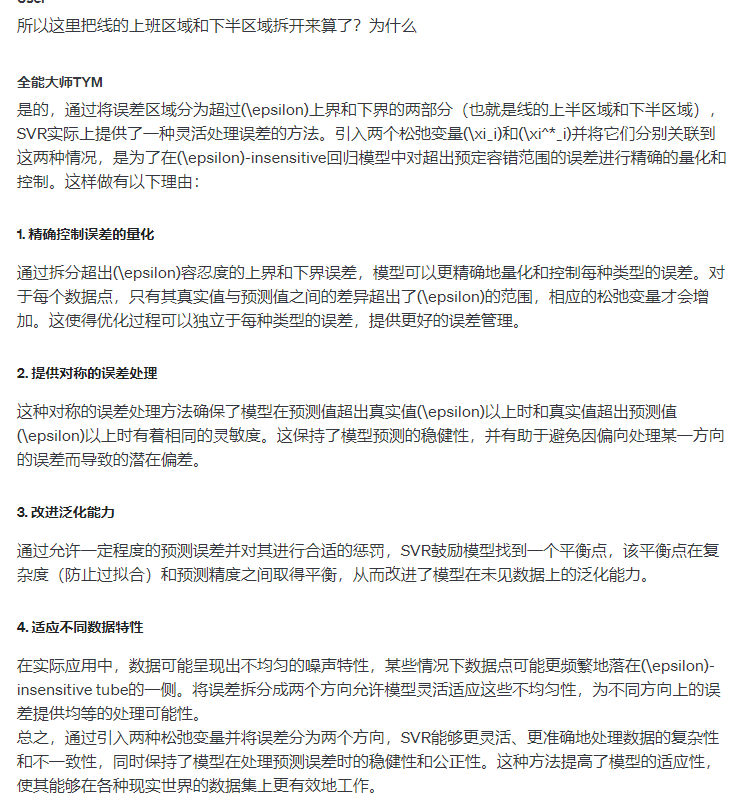 User
所以这里把线的上班区域和下半区域拆开来算了？为什么
全能大师TYM
是的，通过将误差区域分为超过(\epsilon)上界和下界的两部分（也就是线的上半区域和下半区域），
SVR实际上提供了一种灵活处理误差的方法。引入两个松弛变量(\xi_i)和(\xi^*_i)并将它们分别关联到
这两种情况，是为了在(\epsilon)-insensitive回归模型中对超出预定容错范围的误差进行精确的量化和
控制。这样做有以下理由：
1. 精确控制误差的量化
通过拆分超出(\epsilon)容忍度的上界和下界误差，模型可以更精确地量化和控制每种类型的误差。对
于每个数据点，只有其真实值与预测值之间的差异超出了(\epsilon)的范围，相应的松弛变量才会增
加。这使得优化过程可以独立于每种类型的误差，提供更好的误差管理。
2. 提供对称的误差处理
这种对称的误差处理方法确保了模型在预测值超出真实值(\epsilon)以上时和真实值超出预测值
(\epsilon)以上时有着相同的灵敏度。这保持了模型预测的稳健性，并有助于避免因偏向处理某一方向
的误差而导致的潜在偏差。
3. 改进泛化能力
通过允许一定程度的预测误差并对其进行合适的惩罚，SVR鼓励模型找到一个平衡点，该平衡点在复
杂度（防止过拟合）和预测精度之间取得平衡，从而改进了模型在未见数据上的泛化能力。
4. 适应不同数据特性
在实际应用中，数据可能呈现出不均匀的噪声特性，某些情况下数据点可能更频繁地落在(\epsilon)-
insensitive tube的一侧。将误差拆分成两个方向允许模型灵活适应这些不均匀性，为不同方向上的误
差提供均等的处理可能性。
总之，通过引入两种松弛变量并将误差分为两个方向，SVR能够更灵活、更准确地处理数据的复杂性
和不一致性，同时保持了模型在处理预测误差时的稳健性和公正性。这种方法提高了模型的适应性，
使其能够在各种现实世界的数据集上更有效地工作。